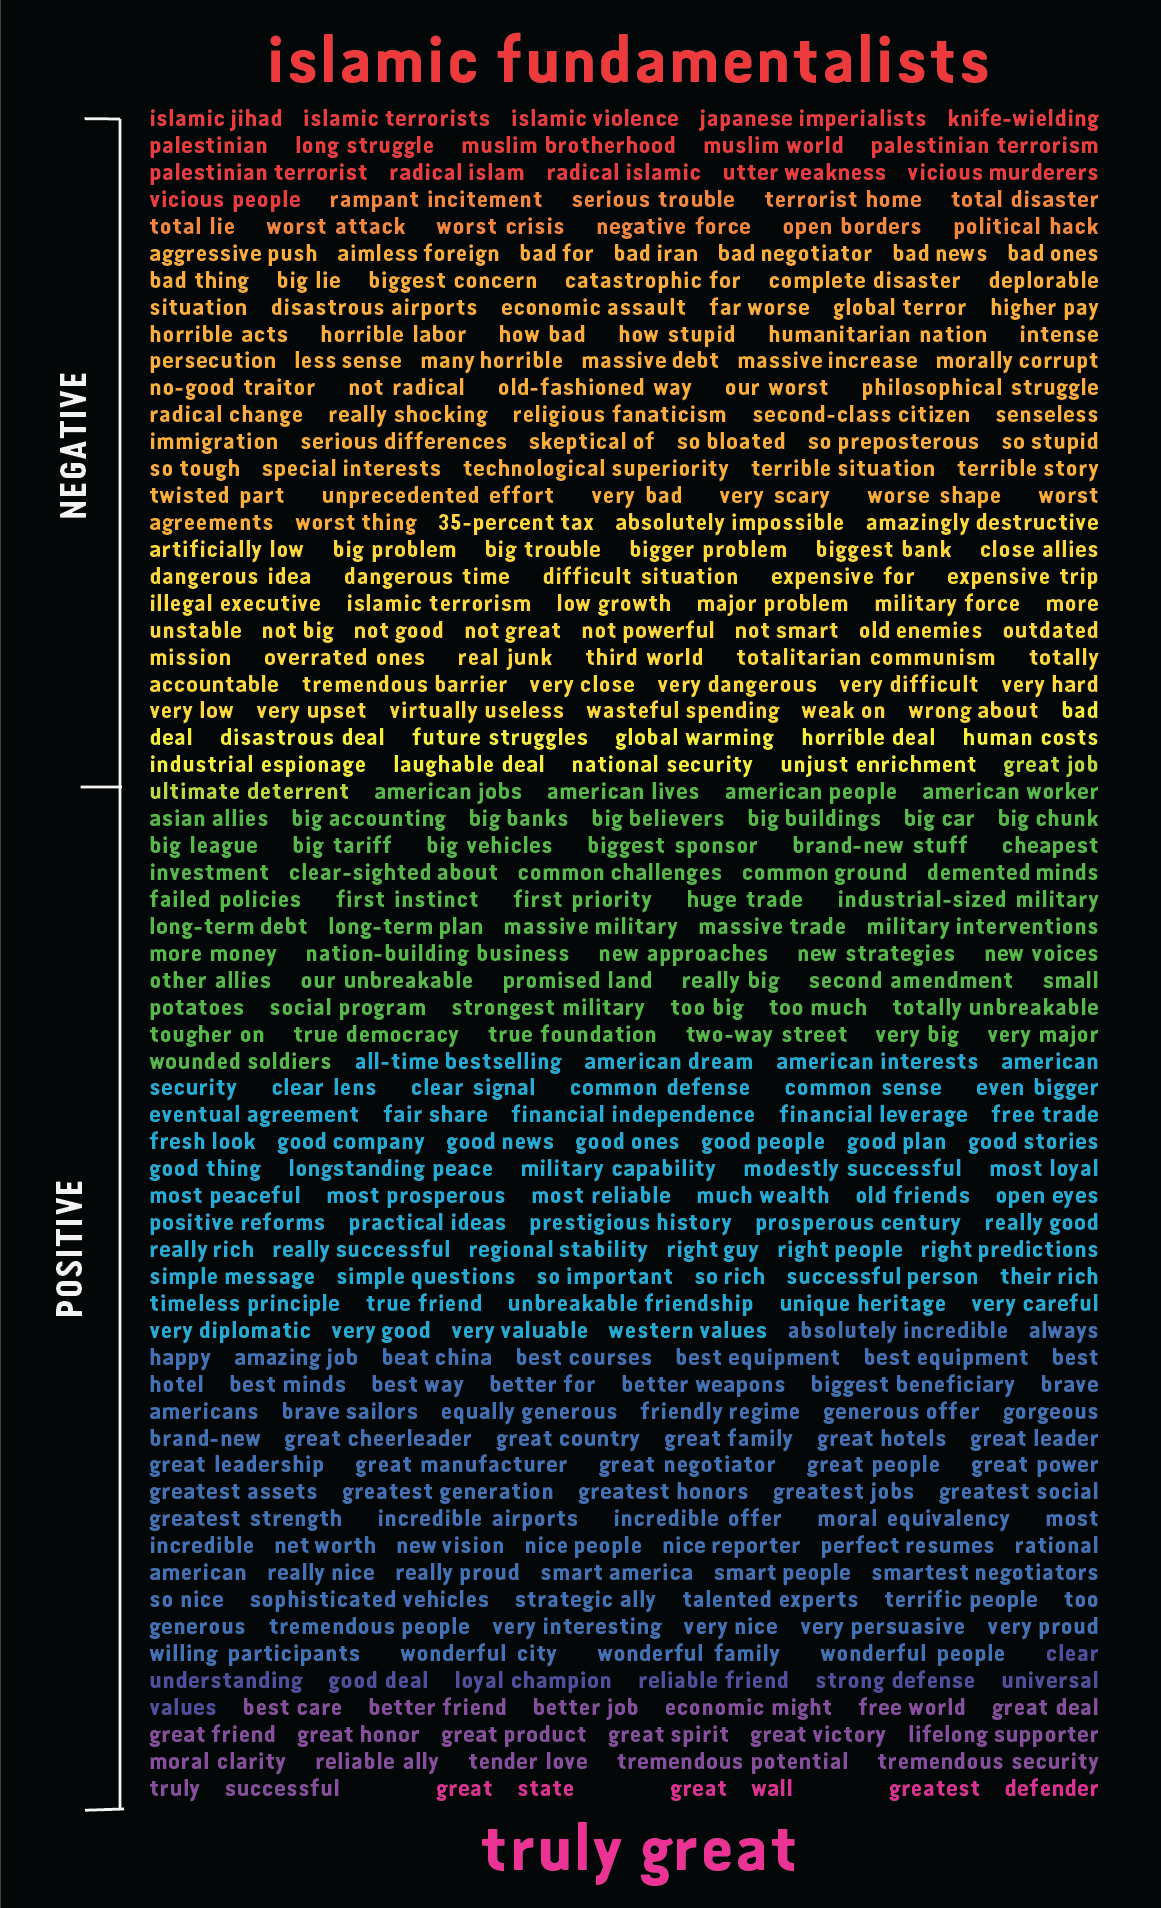 islamic fundamentalists
islamic jihad islamic terrorists islamic violence japanese imperialists knife-wielding
palestinian long struggle muslim brotherhood muslim world palestinian terrorism
palestinian terrorist radical islam radical islamic utter weakness vicious murderers
vicious people rampant incitement serious trouble terrorist home total disaster
total lie worst attack worst crisis negative force open borders political hack
aggressive push aimless foreign bad for bad iran bad negotiator bad news bad ones
bad thing big lie biggest concern catastrophic for complete disaster deplorable
situation disastrous airports economic assault far worse global terror higher pay
horrible acts horrible labor how bad how stupid humanitarian nation intense
persecution less sense many horrible massive debt massive increase morally corrupt
no-good traitor not radical old-fashioned way our worst philosophical struggle
radical change really shocking religious fanaticism second-class citizen senseless
immigration serious differences skeptical of so bloated so preposterous so stupid
so tough special interests technological superiority terrible situation terrible story
twisted part unprecedented effort very bad very scary worse shape worst
agreements worst thing 35-percent tax absolutely impossible amazingly destructive
artificially low big problem big trouble bigger problem biggest bank close allies
dangerous idea dangerous time difficult situation expensive for expensive trip
illegal executive islamic terrorism low growth major problem military force more
unstable not big not good not great not powerful not smart old enemies outdated
mission overrated ones real junk third world totalitarian communism totally
accountable tremendous barrier very close very dangerous very difficult very hard
very low very upset virtually useless wasteful spending weak on wrong about bad
deal disastrous deal future struggles global warming horrible deal human costs
industrial espionage laughable deal national security unjust enrichment great job
ultimate deterrent american jobs american lives american people american worker
asian allies big accounting big banks big believers big buildings big car big chunk
big league big tariff big vehicles biggest sponsor brand-new stuff cheapest
investment clear-sighted about common challenges common ground demented minds
failed policies first instinct first priority huge trade industrial-sized military
long-term debt long-term plan massive military massive trade military interventions
more money nation-building business new approaches new strategies new voices
other allies our unbreakable promised land really big second amendment small
potatoes social program strongest military too big too much totally unbreakable
tougher on true democracy true foundation two-way street very big very major
wounded soldiers all-time bestselling american dream american interests american
security clear lens clear signal common defense common sense even bigger
eventual agreement fair share financial independence financial leverage free trade
fresh look good company good news good ones good people good plan good stories
good thing longstanding peace military capability modestly successful most loyal
most peaceful most prosperous most reliable much wealth old friends open eyes
positive reforms practical ideas prestigious history prosperous century really good
really rich really successful regional stability right guy right people right predictions
simple message simple questions so important so rich successful person their rich
timeless principle true friend unbreakable friendship unique heritage very careful
very diplomatic very good very valuable western values absolutely incredible always
happy amazing job beat china best courses best equipment best equipment best
hotel best minds best way better for better weapons biggest beneficiary brave
americans brave sailors equally generous friendly regime generous offer gorgeous
brand-new great cheerleader great country great family great hotels great leader
great leadership great manufacturer great negotiator great people great power
greatest assets greatest generation greatest honors greatest jobs greatest social
greatest strength incredible airports incredible offer moral equivalency most
incredible net worth new vision nice people nice reporter perfect resumes rational
american really nice really proud smart america smart people smartest negotiators
so nice sophisticated vehicles strategic ally talented experts terrific people too
generous tremendous people very interesting very nice very persuasive very proud
willing participants wonderful city wonderful family wonderful people clear
understanding good deal loyal champion reliable friend strong defense universal
values best care better friend better job economic might free world great deal
great friend great honor great product great spirit great victory lifelong supporter
moral clarity reliable ally tender love tremendous potential tremendous security
truly successful great state great wall greatest defender
truly great
NEGATIVE
POSITIVE